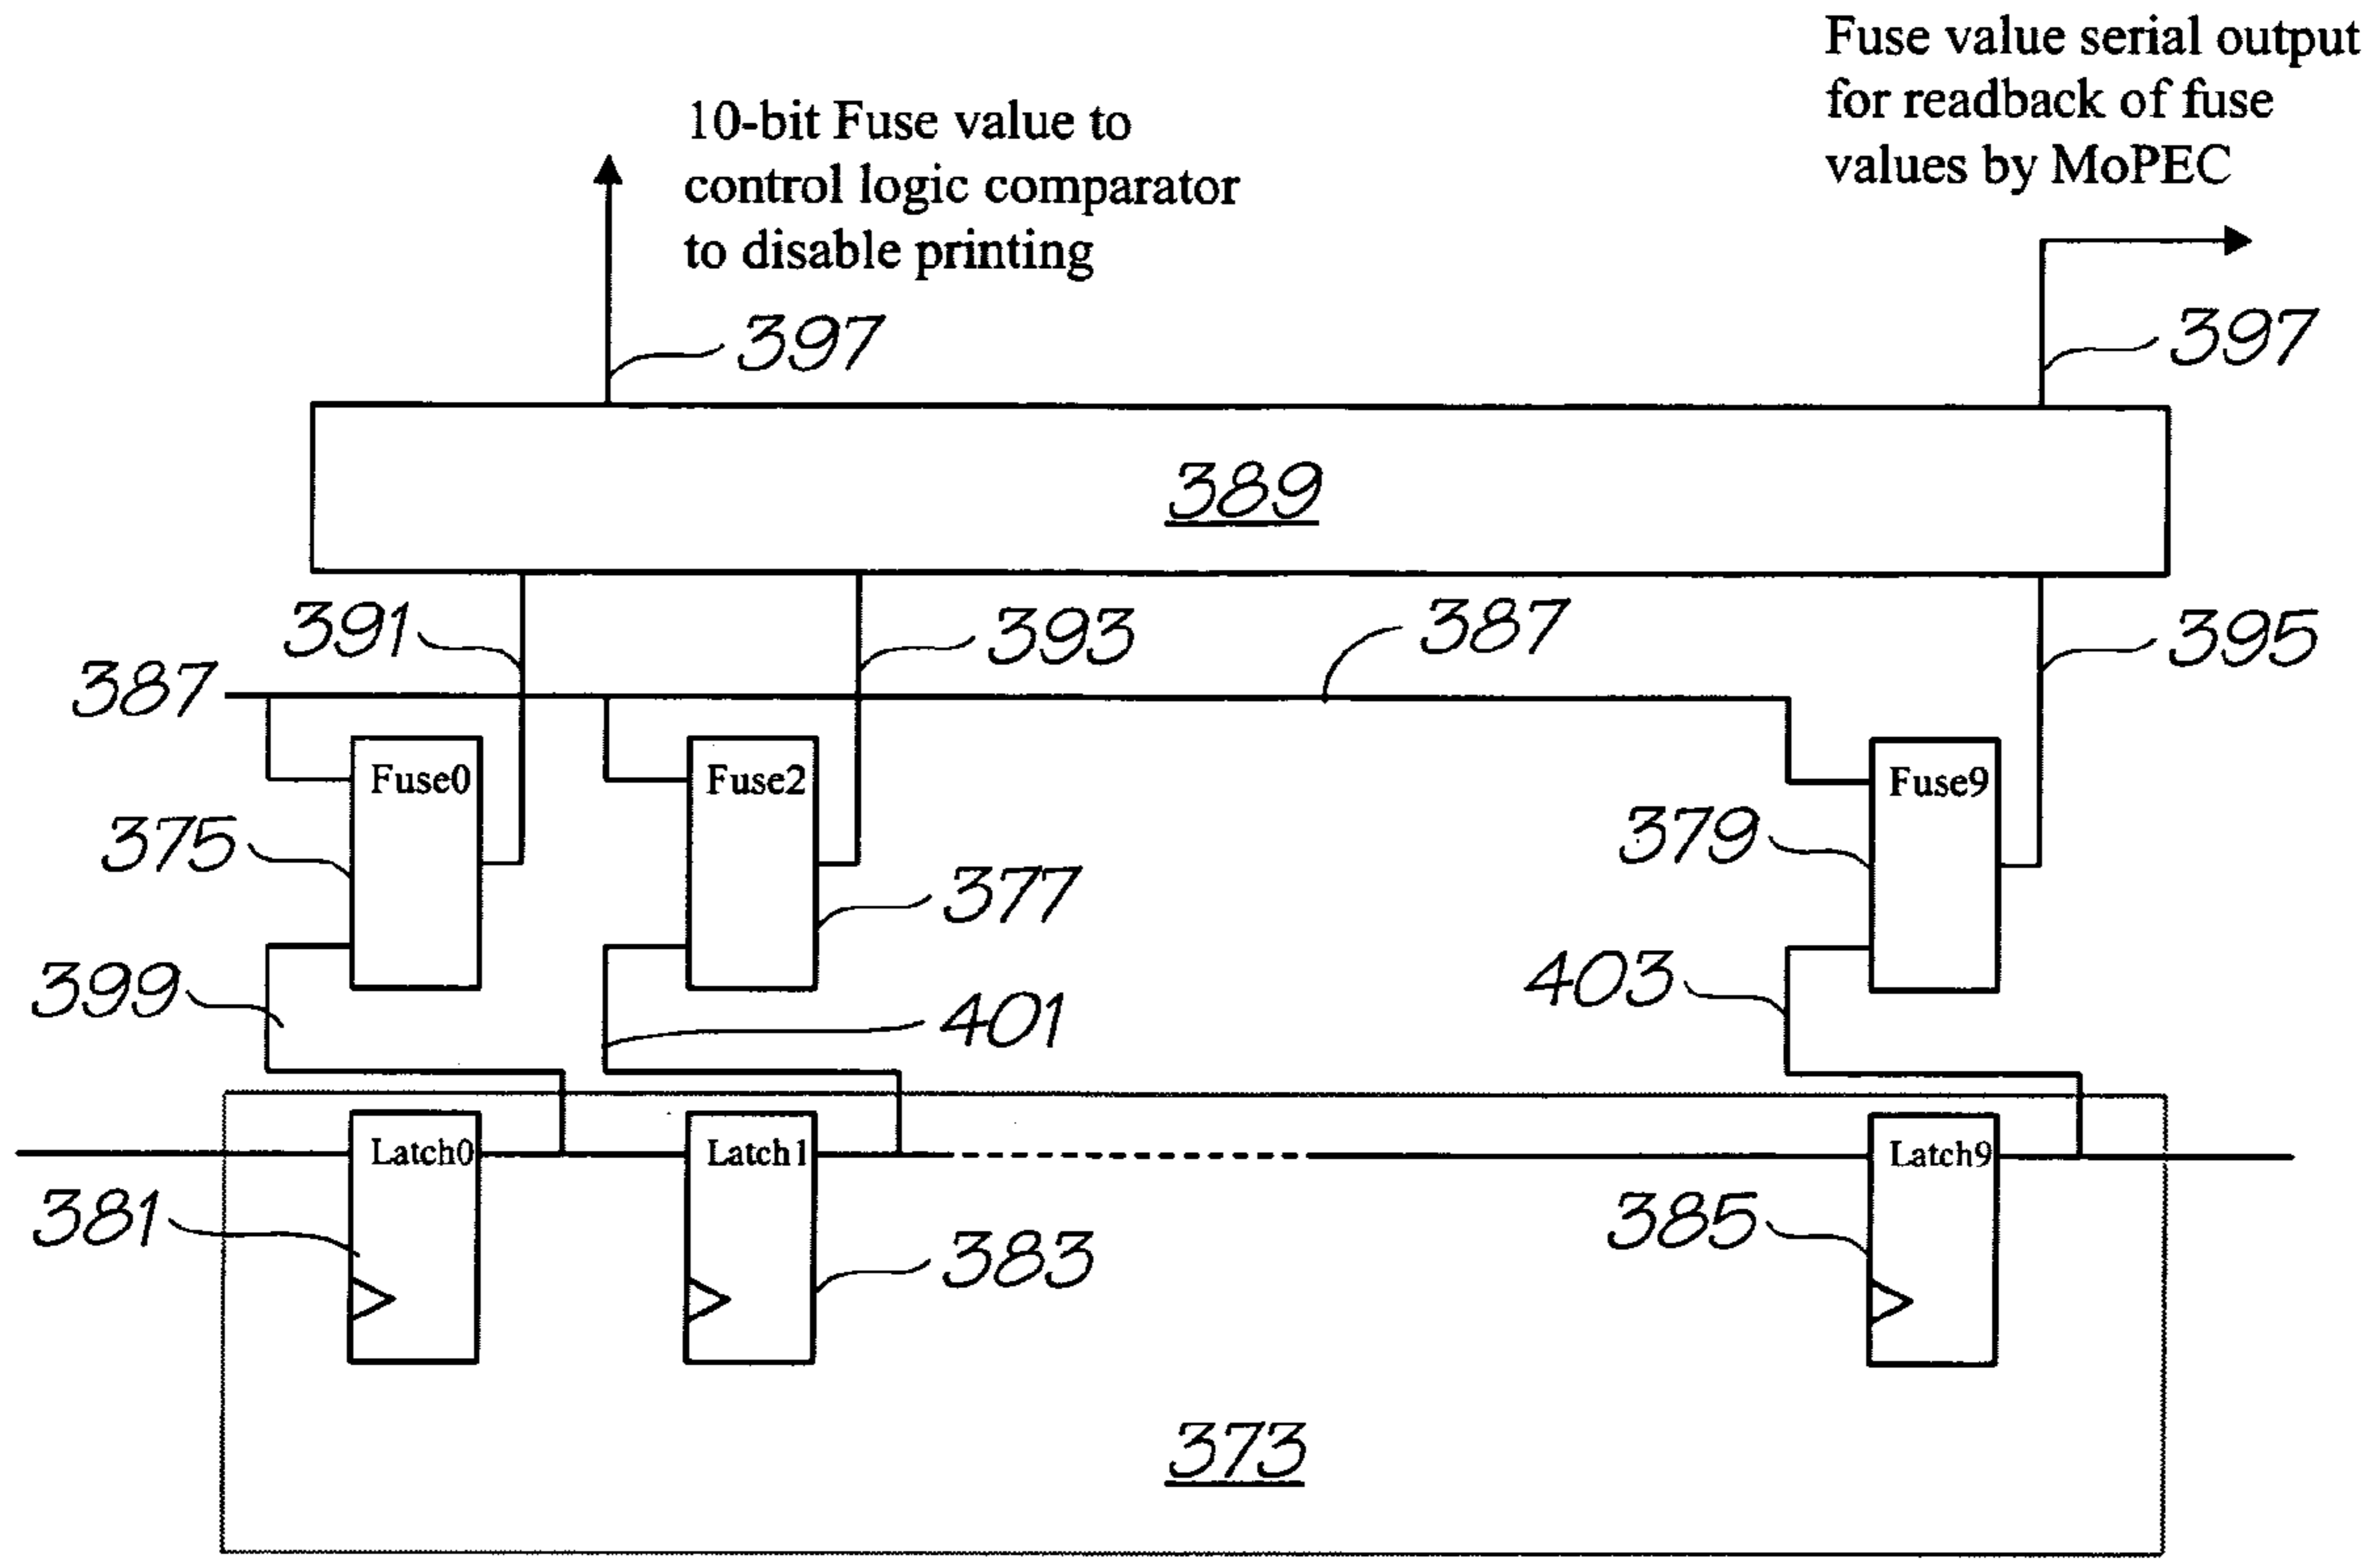 Fuse value serial output
for readback of fuse
values by MoPEC
10-bit Fuse value to
control logic comparator
to disable printing
397
397
389
391
393
387
395
387
Fuse0
Fuse2
Fuse9
375
377
379
399
401
403
Latch0
Latch1
Latch9
381
383
385
373